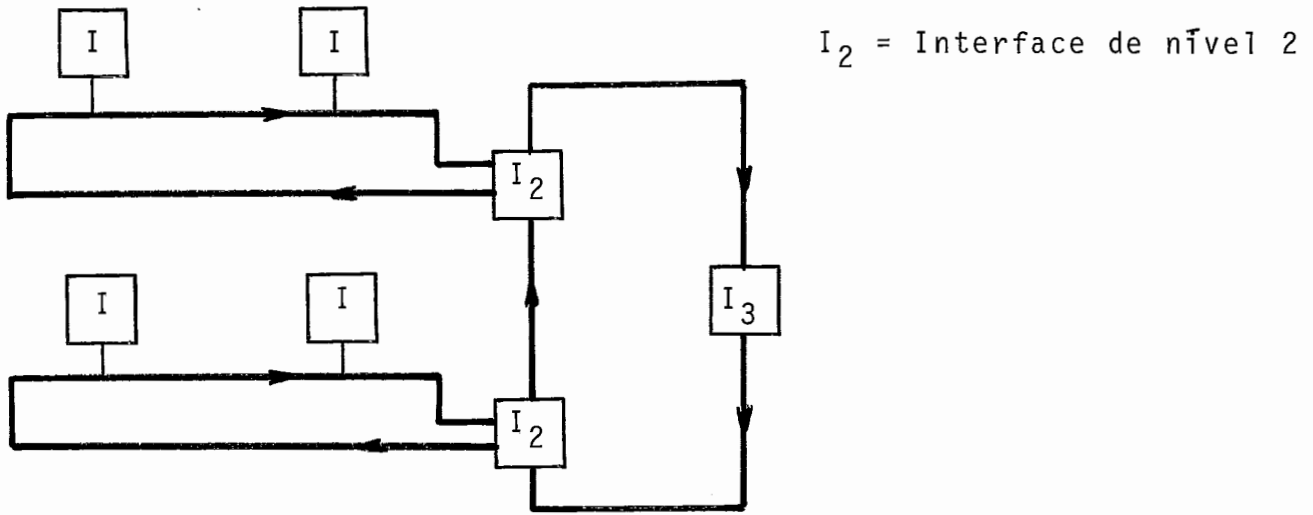 I I
I₂ = Interface de nível 2
I₂
I I
I₃
I₂